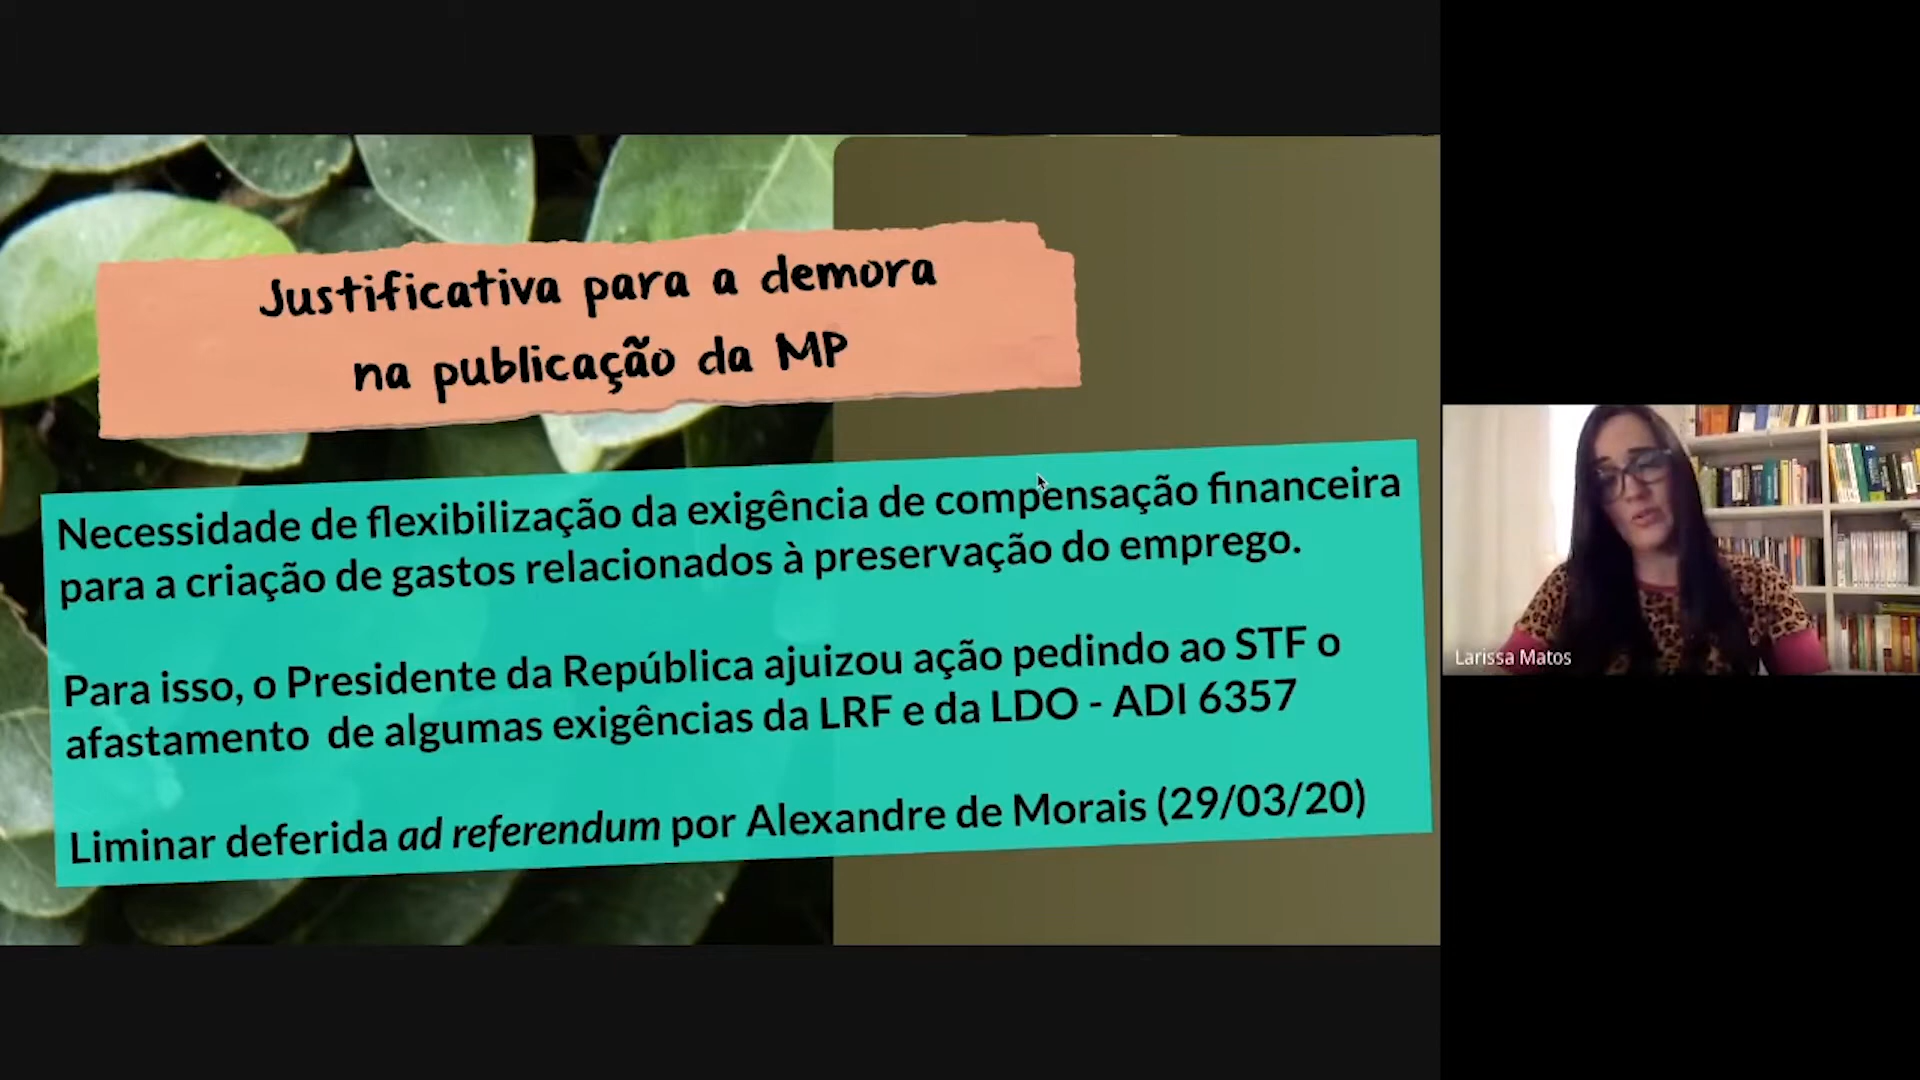 Justificativa para a demora
na publicação da MP
Necessidade de flexibilização da exigência de compensação financeira
para a criação de gastos relacionados à preservação do emprego.
Para isso, o Presidente da República ajuizou ação pedindo ao STF o
afastamento de algumas exigências da LRF e da LDO - ADI 6357
Liminar deferida ad referendum por Alexandre de Morais (29/03/20)
Larissa Matos